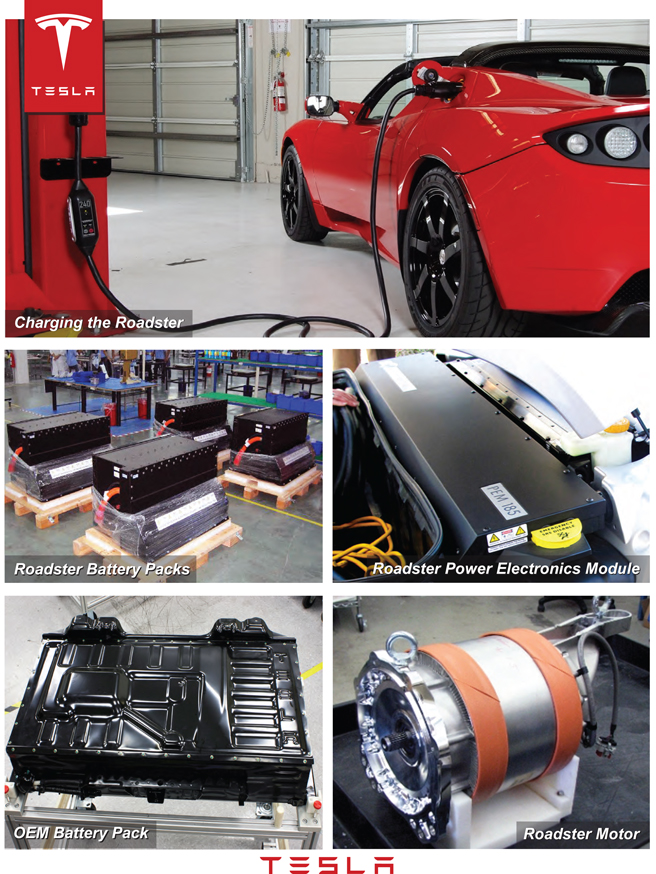 TESLA
240
Charging the Roadster
Roadster Battery Packs
PEM 185
Roadster Power Electronics Module
OEM Battery Pack
Roadster Motor
TESLA